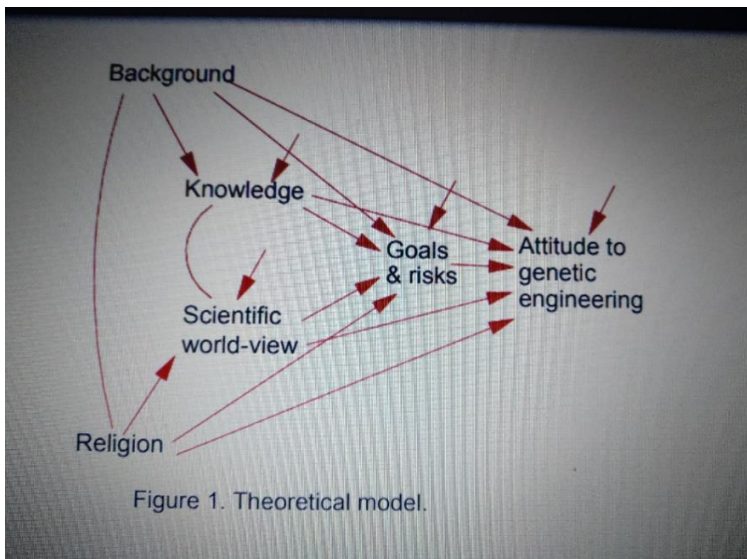 Background
Knowledge
Goals
& risks
Attitude to
genetic
engineering
Scientific
world-view
Religion
Figure 1. Theoretical model.